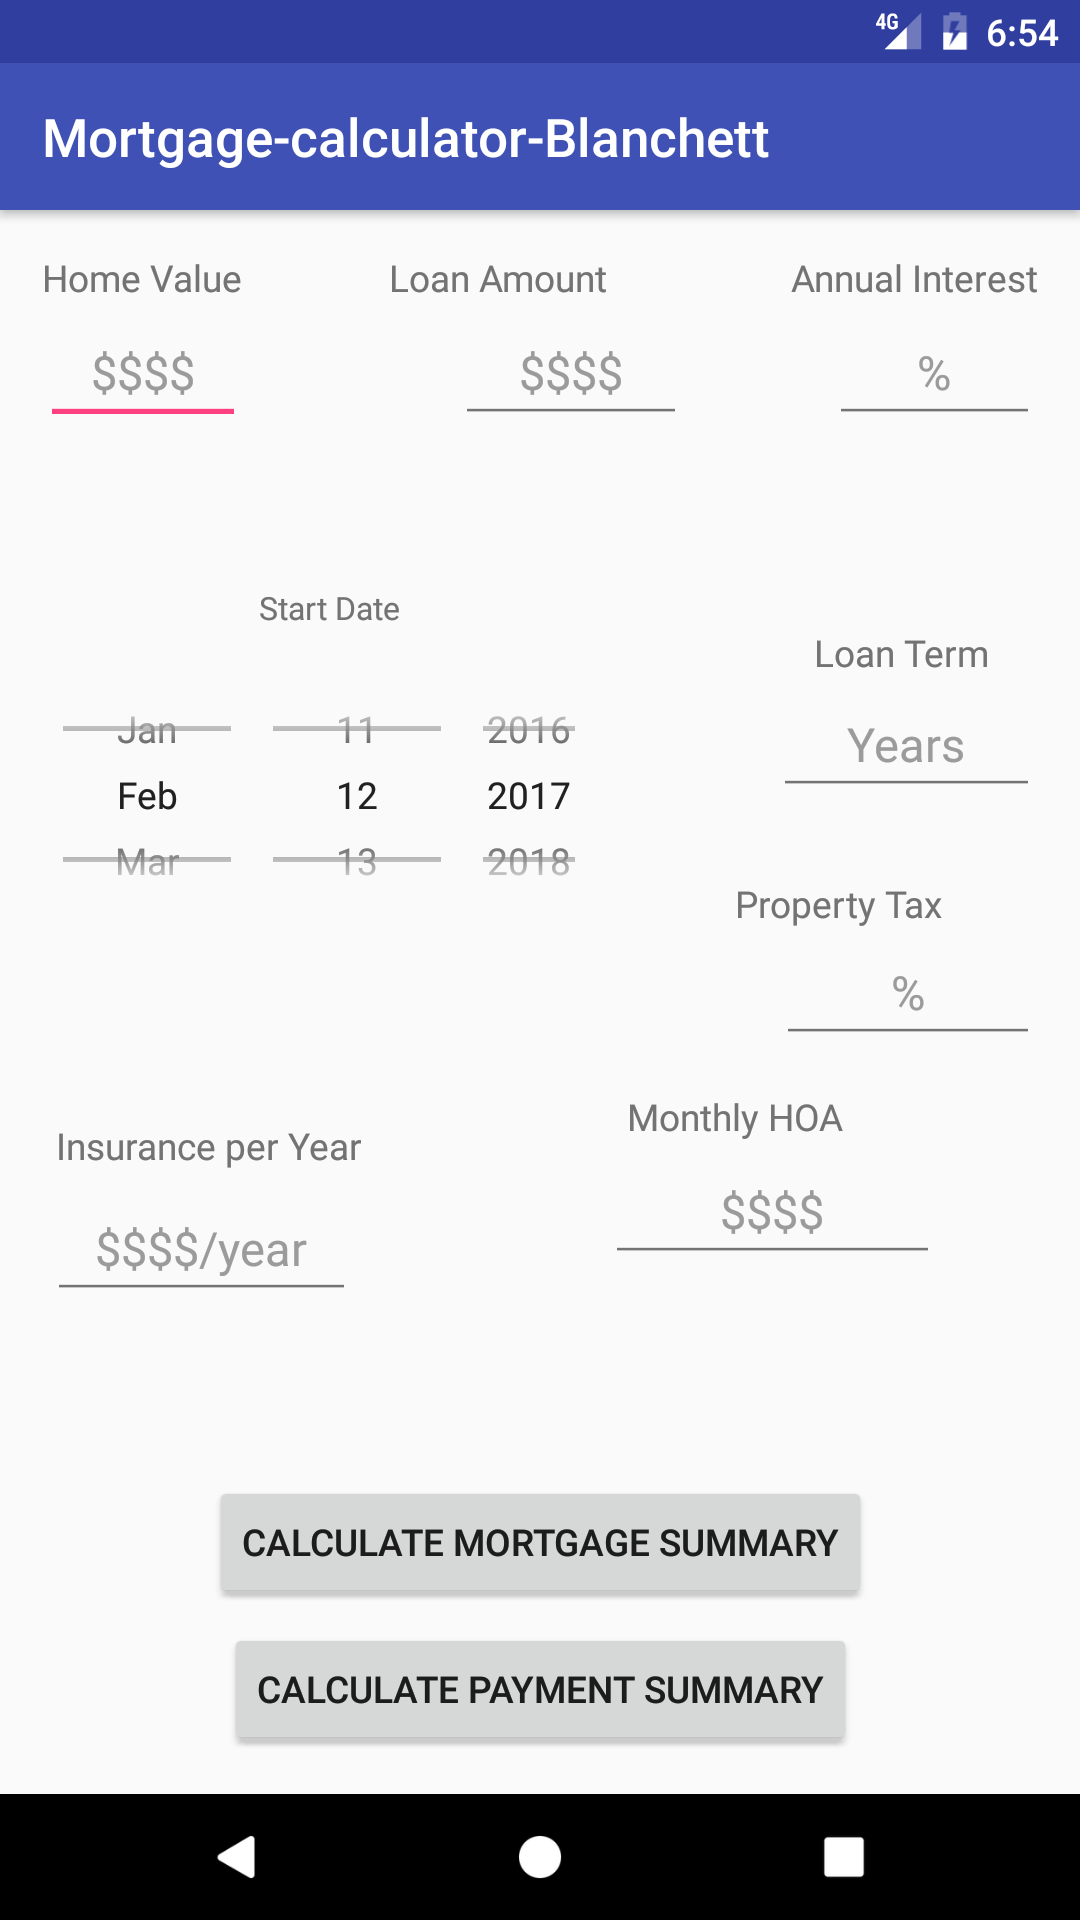 4G 6:54
Mortgage-calculator-Blanchett
Home Value Loan Amount Annual Interest
$$$$ $$$$ %
Start Date
Loan Term
Jan 11 2016
Years
Feb 12 2017
Mar 13 2018
Property Tax
%
Monthly HOA
Insurance per Year
$$$$
$$$$/year
CALCULATE MORTGAGE SUMMARY
CALCULATE PAYMENT SUMMARY